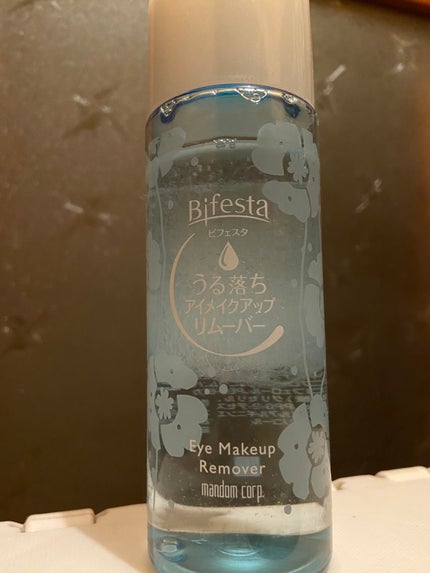 Bifesta
ビフェスタ
うる落ち
アイメイクアップ
リムーバー
Eye Makeup
Remover
mandom corp.